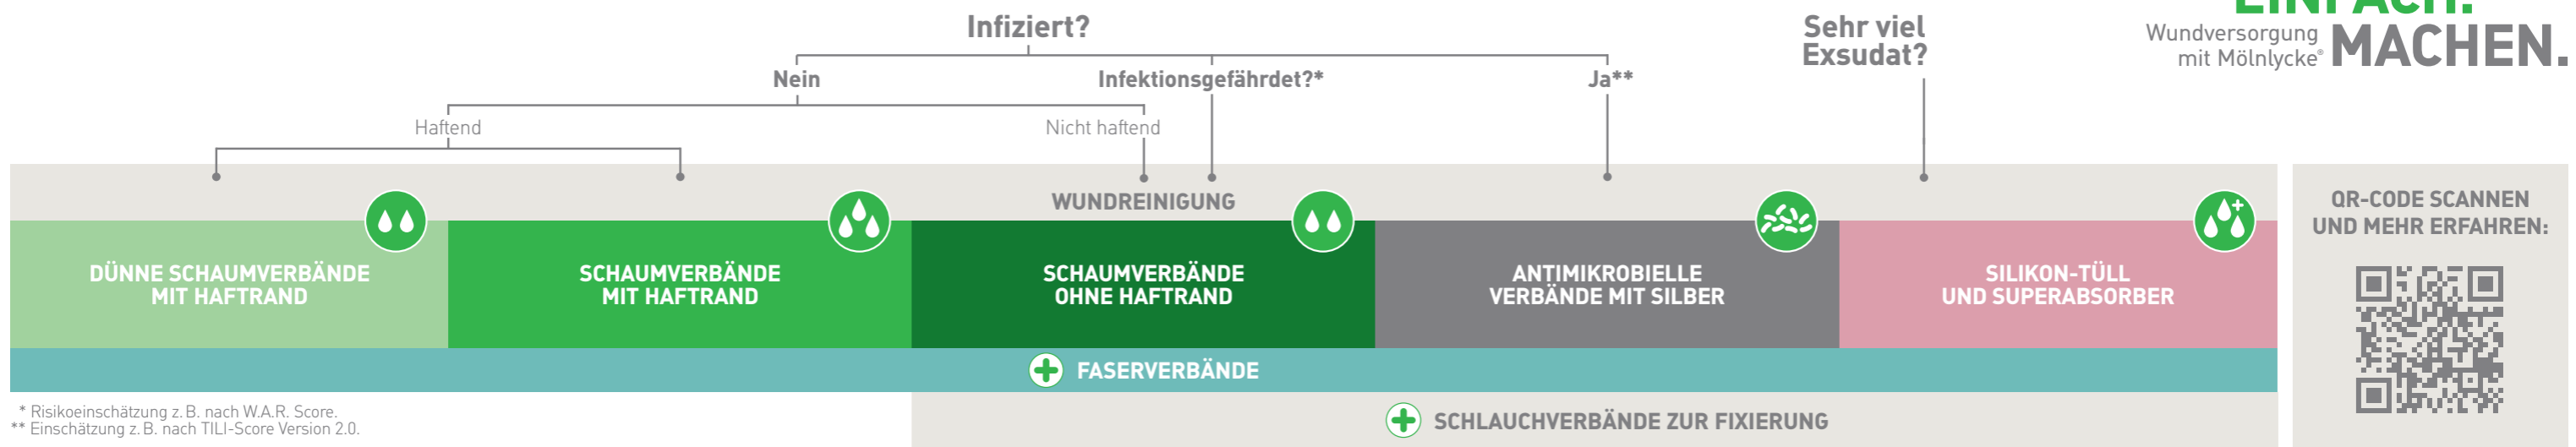 Infiziert?
Sehr viel
Exsudat?
EINFACH.
Wundversorgung
mit Mölnlycke®
MACHEN.
Nein
Infektionsgefährdet?*
Ja**
Haftend
Nicht haftend
WUNDREINIGUNG
DÜNNE SCHAUMVERBÄNDE
MIT HAFTRAND
SCHAUMVERBÄNDE
MIT HAFTRAND
SCHAUMVERBÄNDE
OHNE HAFTRAND
ANTIMIKROBIELLE
VERBÄNDE MIT SILBER
SILIKON-TÜLL
UND SUPERABSORBER
FASERVERBÄNDE
SCHLAUCHVERBÄNDE ZUR FIXIERUNG
* Risikoeinschätzung z. B. nach W.A.R. Score.
** Einschätzung z. B. nach TILI-Score Version 2.0.
QR-CODE SCANNEN
UND MEHR ERFAHREN: